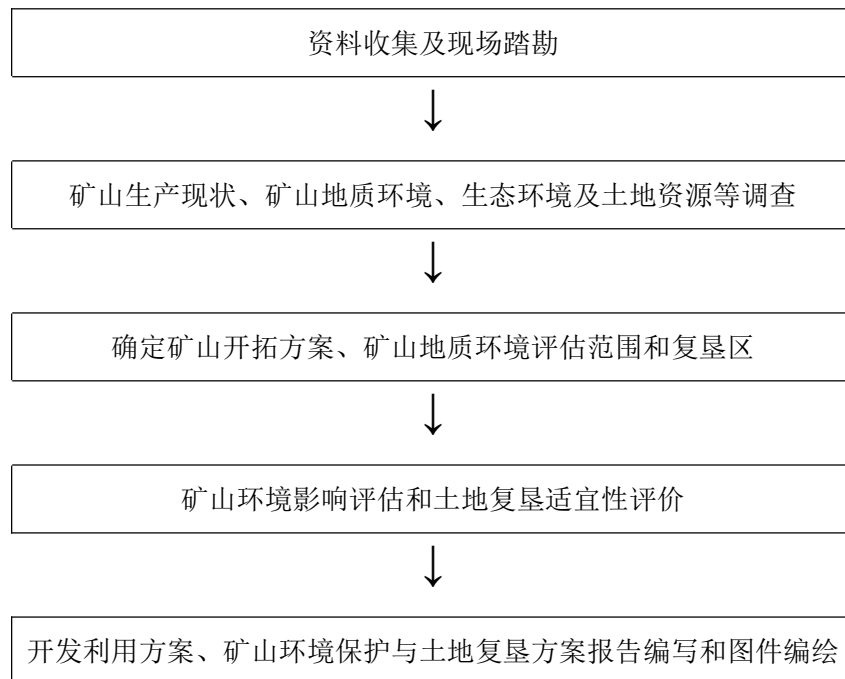 资料收集及现场踏勘
矿山生产现状、矿山地质环境、生态环境及土地资源等调查
确定矿山开拓方案、矿山地质环境评估范围和复垦区
矿山环境影响评估和土地复垦适宜性评价
开发利用方案、矿山环境保护与土地复垦方案报告编写和图件编绘